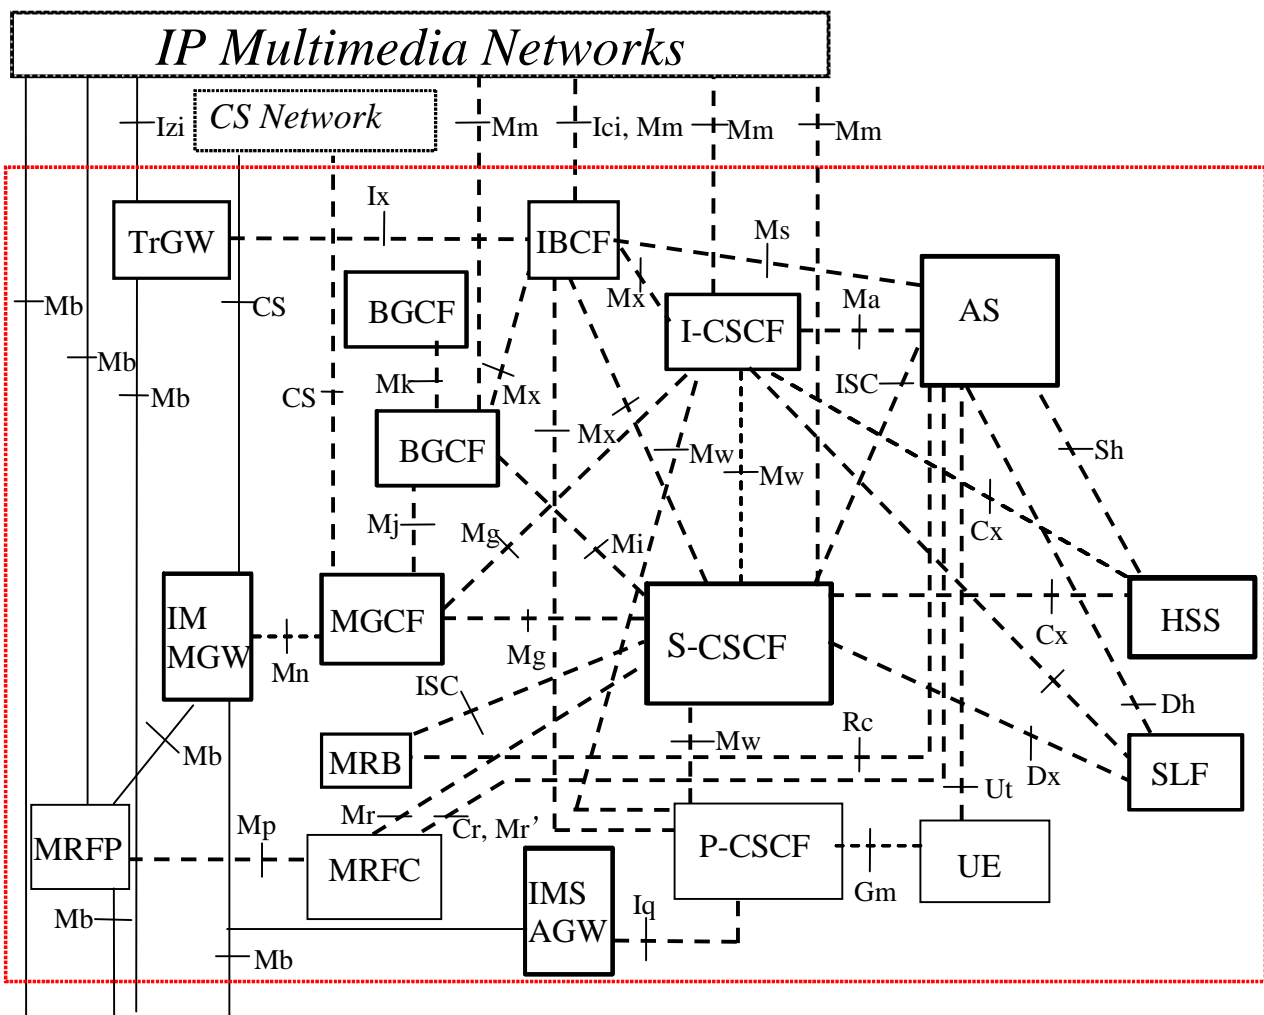 IP Multimedia Networks
Izi
CS Network
Mm
Ici, Mm
Mm
Mm
Ix
TrGW
IBCF
Ms
Mx
Mb
CS
BGCF
I-CSCF
Ma
AS
Mb
Mk
Mx
ISC
Mb
CS
BGCF
Mx
Mw
Mw
Sh
Mj
Mg
Mi
Cx
IM
MGW
MGCF
Mn
Mg
S-CSCF
Cx
HSS
ISC
Mb
MRB
Mw
Rc
Dh
Dx
SLF
Ut
Mr
Cr, Mr’
MRFP
Mp
MRFC
P-CSCF
Gm
UE
Mb
IMS
AGW
Iq
Mb